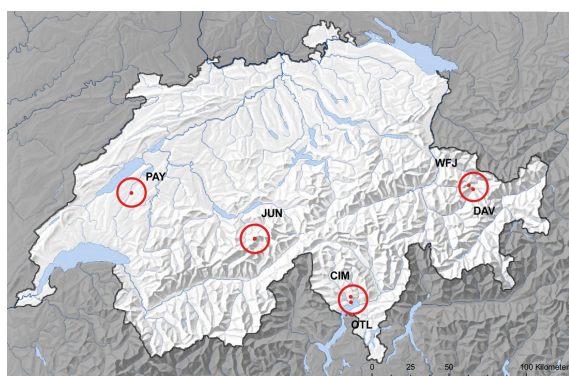 WFJ
PAY
DAV
JUN
CIM
OTL
0 25 50 100 Kilometer